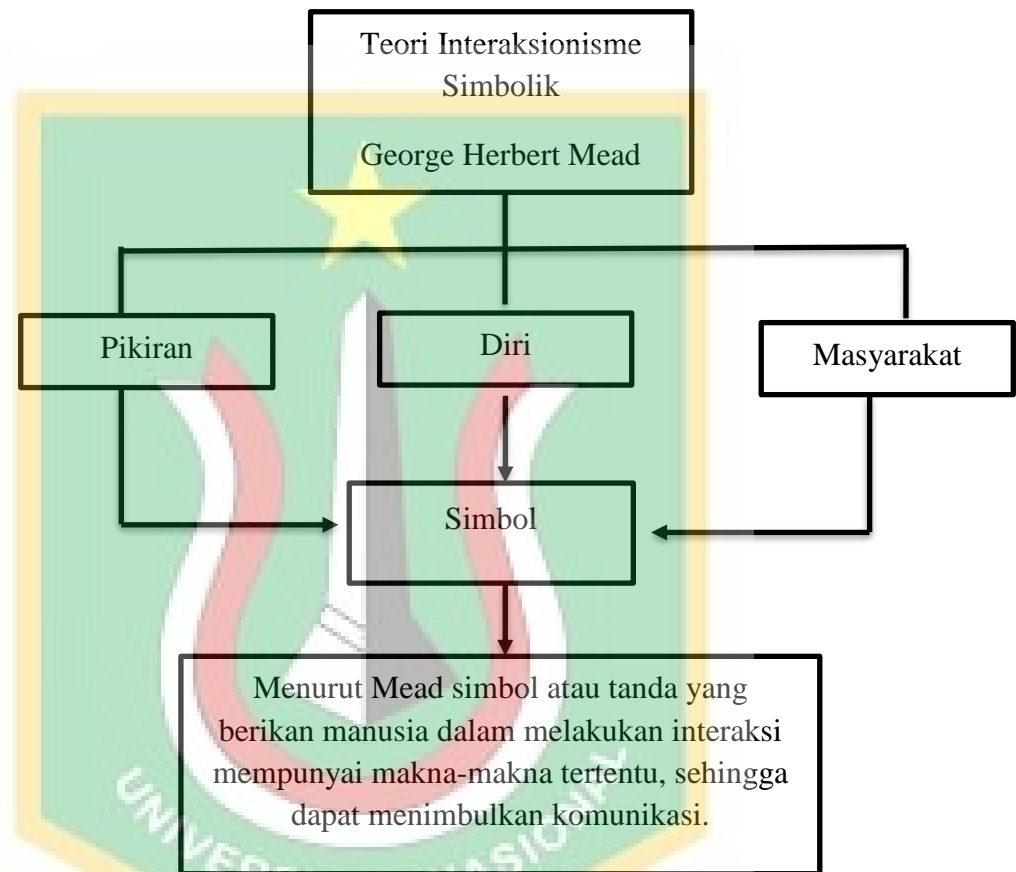 Teori Interaksionisme
Simbolik
George Herbert Mead
Pikiran
Diri
Masyarakat
Simbol
Menurut Mead simbol atau tanda yang
berikan manusia dalam melakukan interaksi
mempunyai makna-makna tertentu, sehingga
dapat menimbulkan komunikasi.